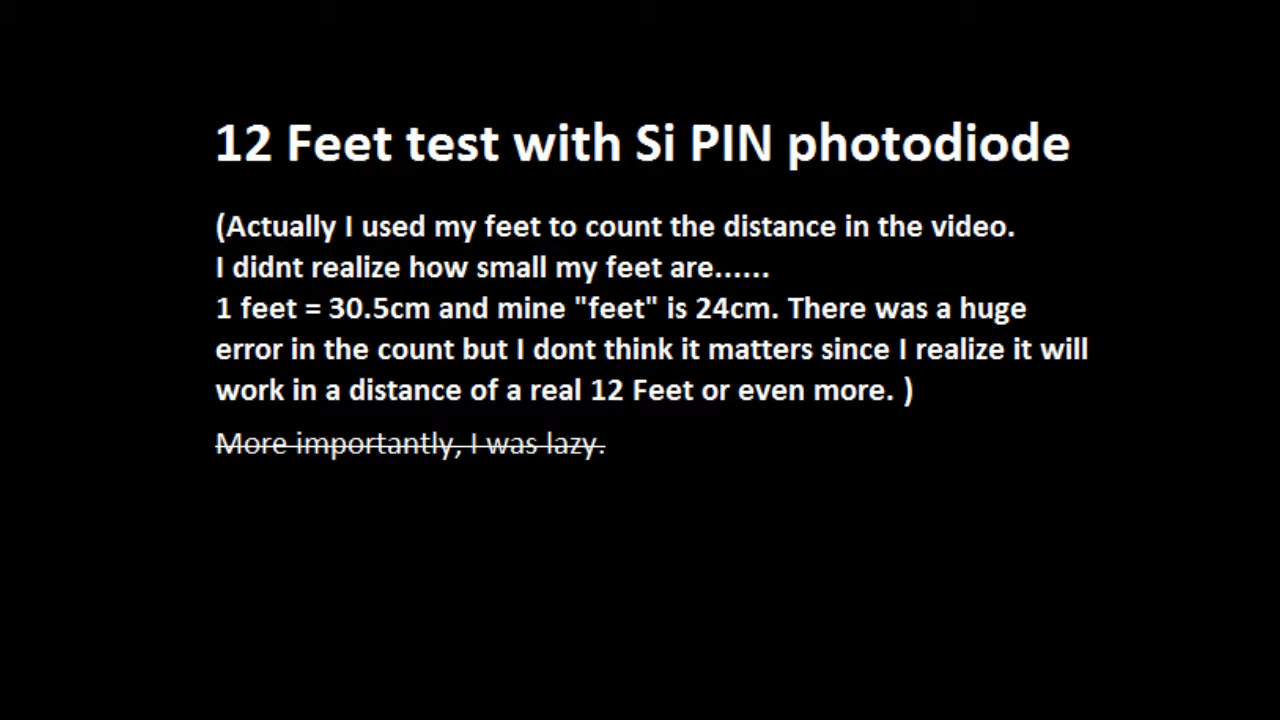 12 Feet test with Si PIN photodiode
(Actually I used my feet to count the distance in the video.
I didnt realize how small my feet are......
1 feet = 30.5cm and mine "feet" is 24cm. There was a huge
error in the count but I dont think it matters since I realize it will
work in a distance of a real 12 Feet or even more. )
More importantly, I was lazy.